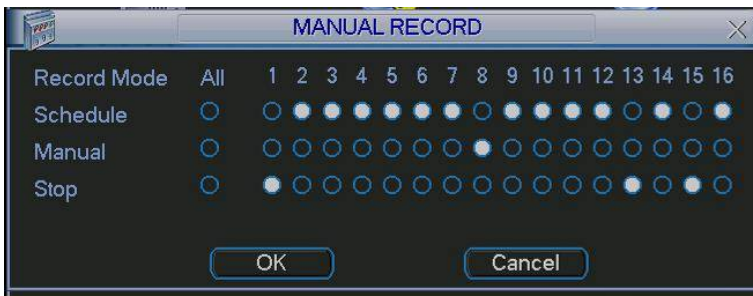 MANUAL RECORD
Record Mode All 1 2 3 4 5 6 7 8 9 10 11 12 13 14 15 16
Schedule
Manual
Stop
OK Cancel